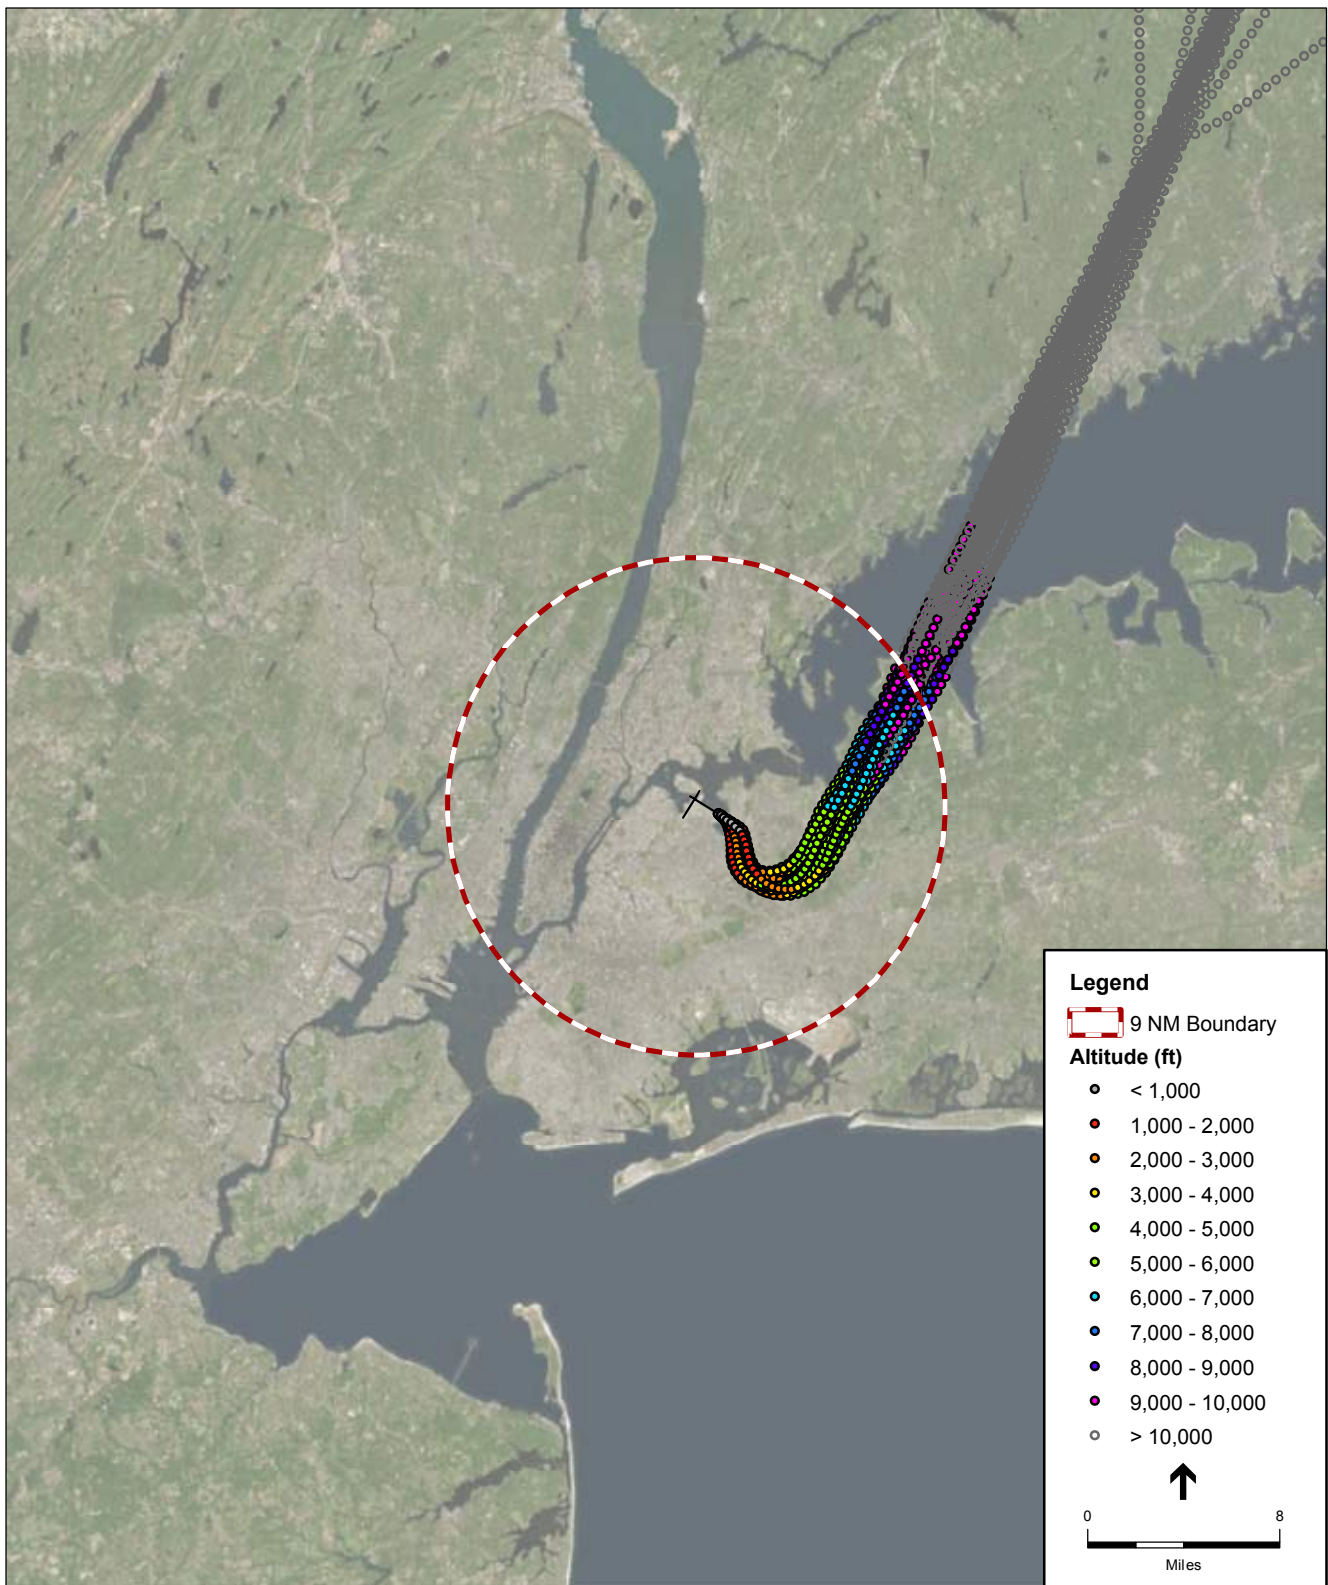 Legend
9 NM Boundary
Altitude (ft)
< 1,000
1,000 - 2,000
2,000 - 3,000
3,000 - 4,000
4,000 - 5,000
5,000 - 6,000
6,000 - 7,000
7,000 - 8,000
8,000 - 9,000
9,000 - 10,000
> 10,000
0 8
Miles